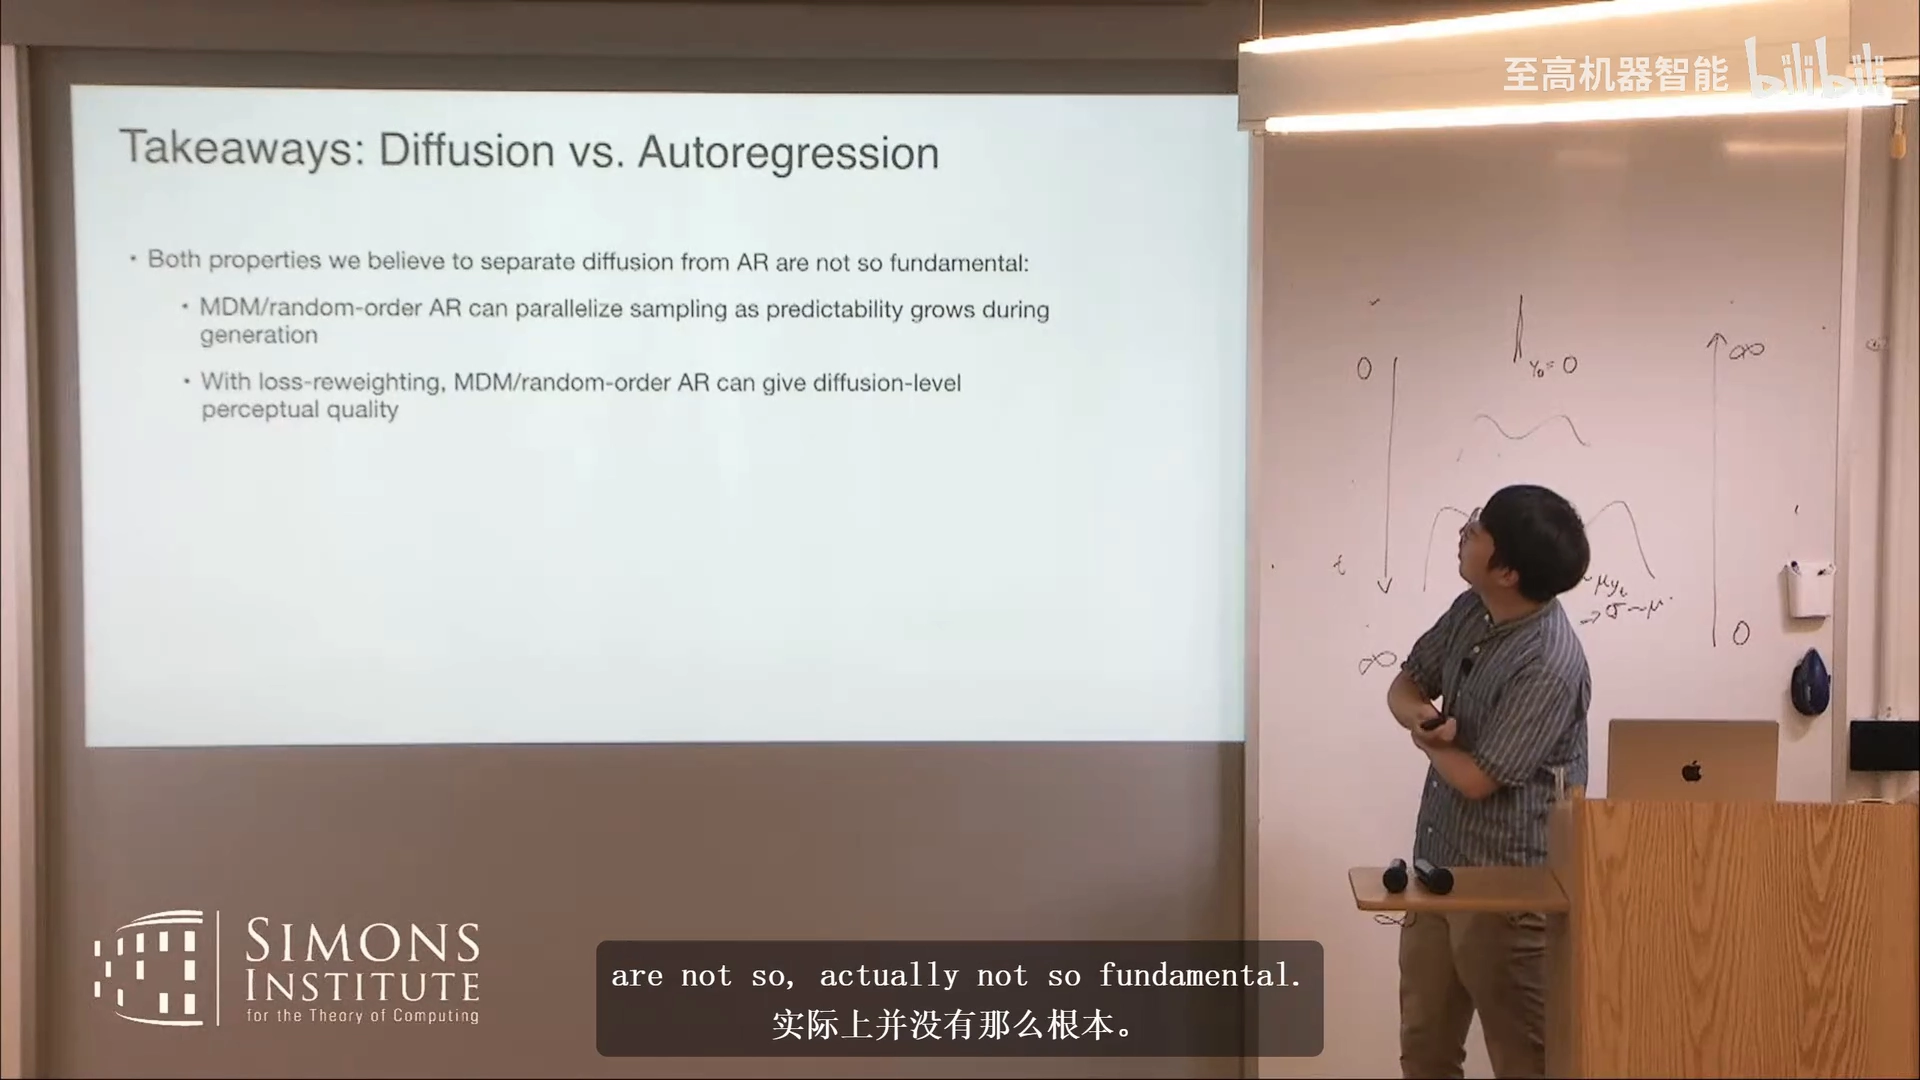 至高机器智能 bilibili
Takeaways: Diffusion vs. Autoregression
• Both properties we believe to separate diffusion from AR are not so fundamental:
• MDM/random-order AR can parallelize sampling as predictability grows during
generation
• With loss-reweighting, MDM/random-order AR can give diffusion-level
perceptual quality
0
y₀ = 0
∞
t
~ μy_t
⇒ σ ~ μ
∞
0
SIMONS
INSTITUTE
for the Theory of Computing
are not so, actually not so fundamental.
实际上并没有那么根本。